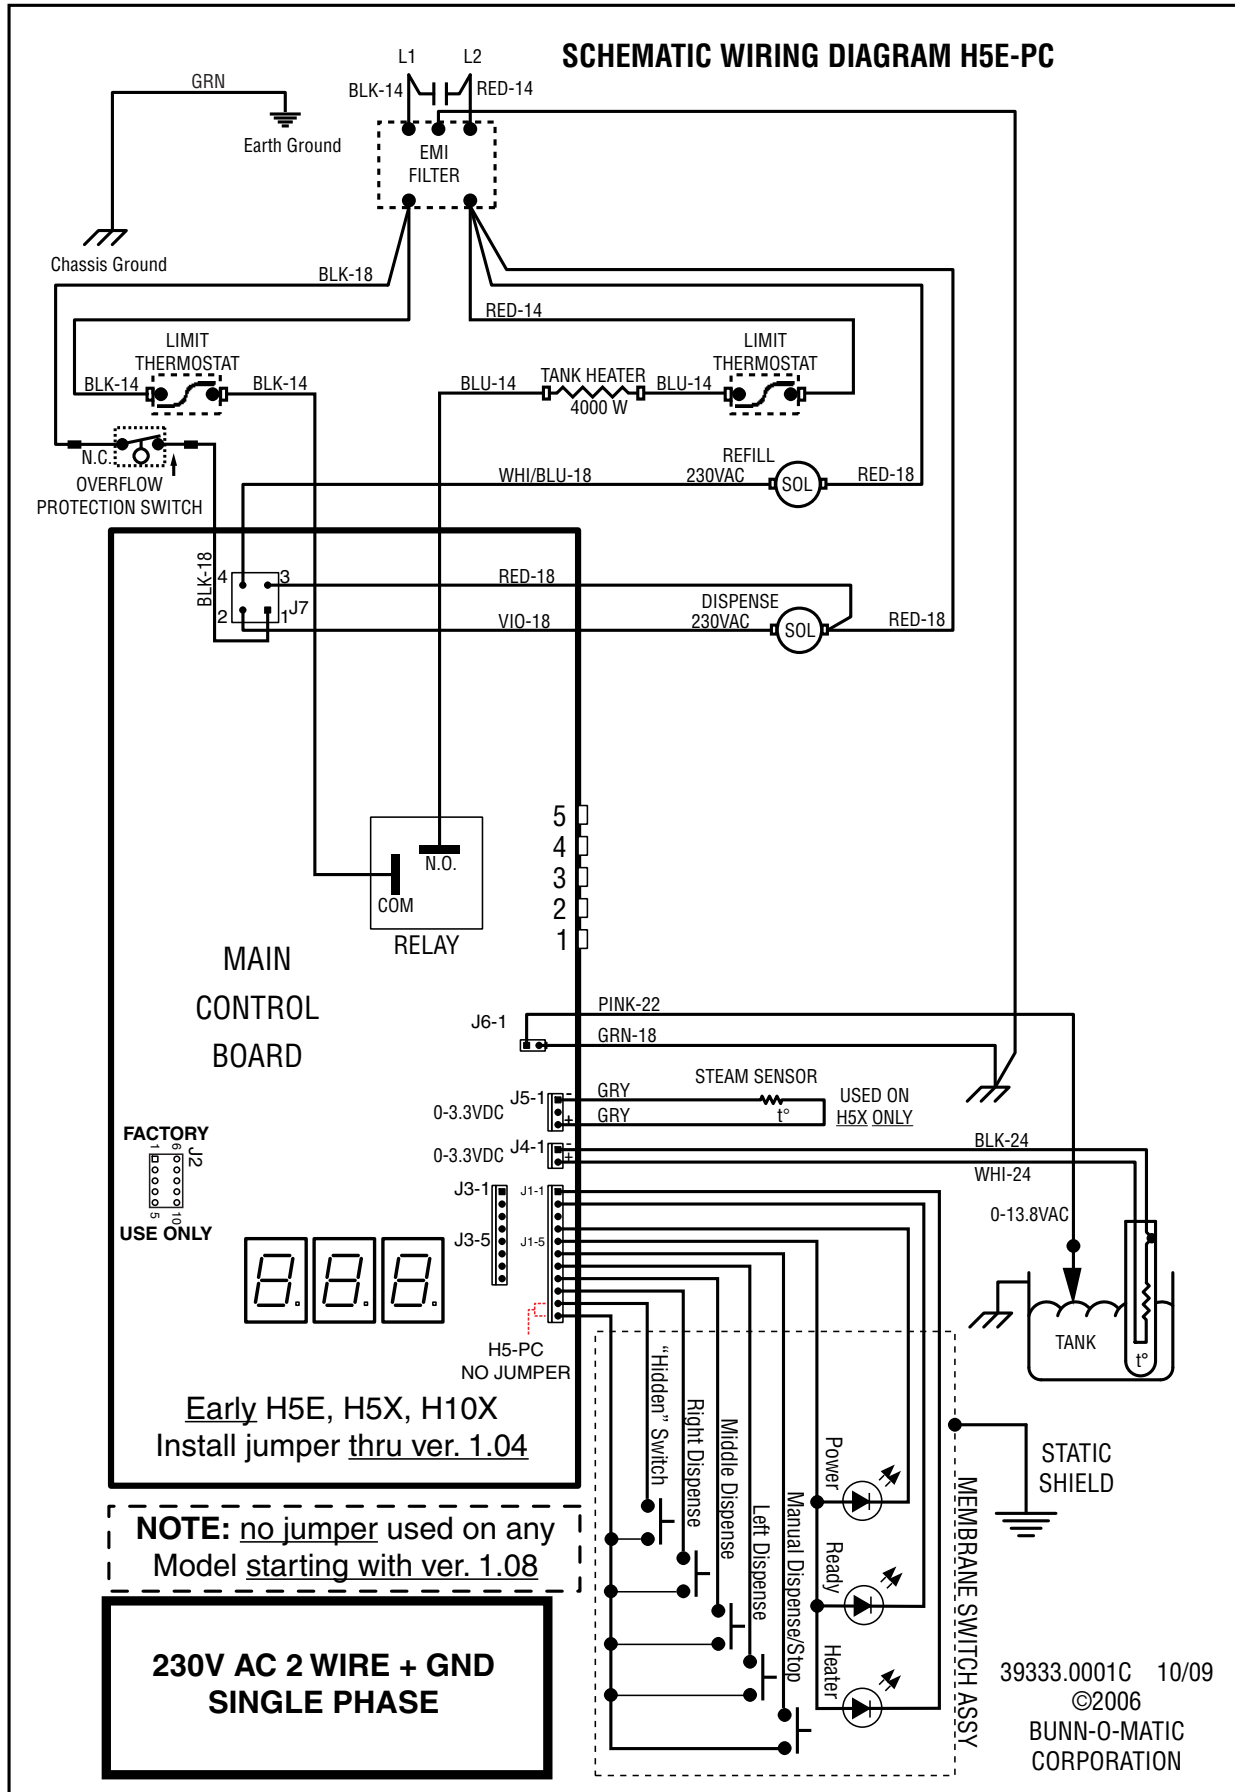 SCHEMATIC WIRING DIAGRAM H5E-PC
L1
L2
GRN
BLK-14
RED-14
Earth Ground
EMI
FILTER
Chassis Ground
BLK-18
RED-14
LIMIT
THERMOSTAT
LIMIT
THERMOSTAT
BLK-14
BLK-14
BLU-14
TANK HEATER
4000 W
BLU-14
N.C.
OVERFLOW
PROTECTION SWITCH
REFILL
WHI/BLU-18
230VAC
SOL
RED-18
BLK-18
4
3
2
1
J7
RED-18
DISPENSE
VIO-18
230VAC
SOL
RED-18
5
4
3
2
1
N.O.
COM
RELAY
MAIN
CONTROL
BOARD
J6-1
PINK-22
GRN-18
STEAM SENSOR
J5-1
-
GRY
0-3.3VDC
+
GRY
t°
USED ON
H5X ONLY
J4-1
-
BLK-24
0-3.3VDC
+
WHI-24
FACTORY
1
6
J2
5
10
USE ONLY
J3-1
J1-1
J3-5
J1-5
0-13.8VAC
8.
8.
8.
TANK
t°
H5-PC
NO JUMPER
Early H5E, H5X, H10X
Install jumper thru ver. 1.04
"Hidden" Switch
Right Dispense
Middle Dispense
Left Dispense
Manual Dispense/Stop
Power
Ready
Heater
MEMBRANE SWITCH ASSY
STATIC
SHIELD
NOTE: no jumper used on any
Model starting with ver. 1.08
230V AC 2 WIRE + GND
SINGLE PHASE
39333.0001C 10/09
©2006
BUNN-O-MATIC
CORPORATION